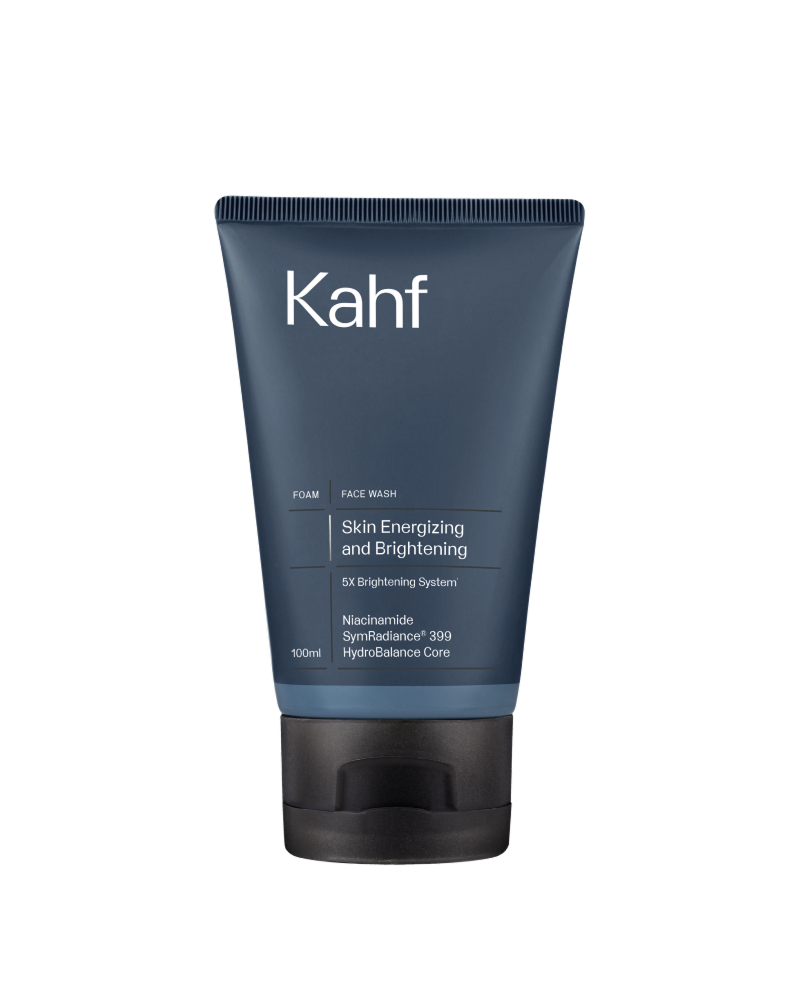 Kahf
FOAM
FACE WASH
Skin Energizing
and Brightening
5X Brightening System*
Niacinamide
SymRadiance® 399
HydroBalance Core
100ml